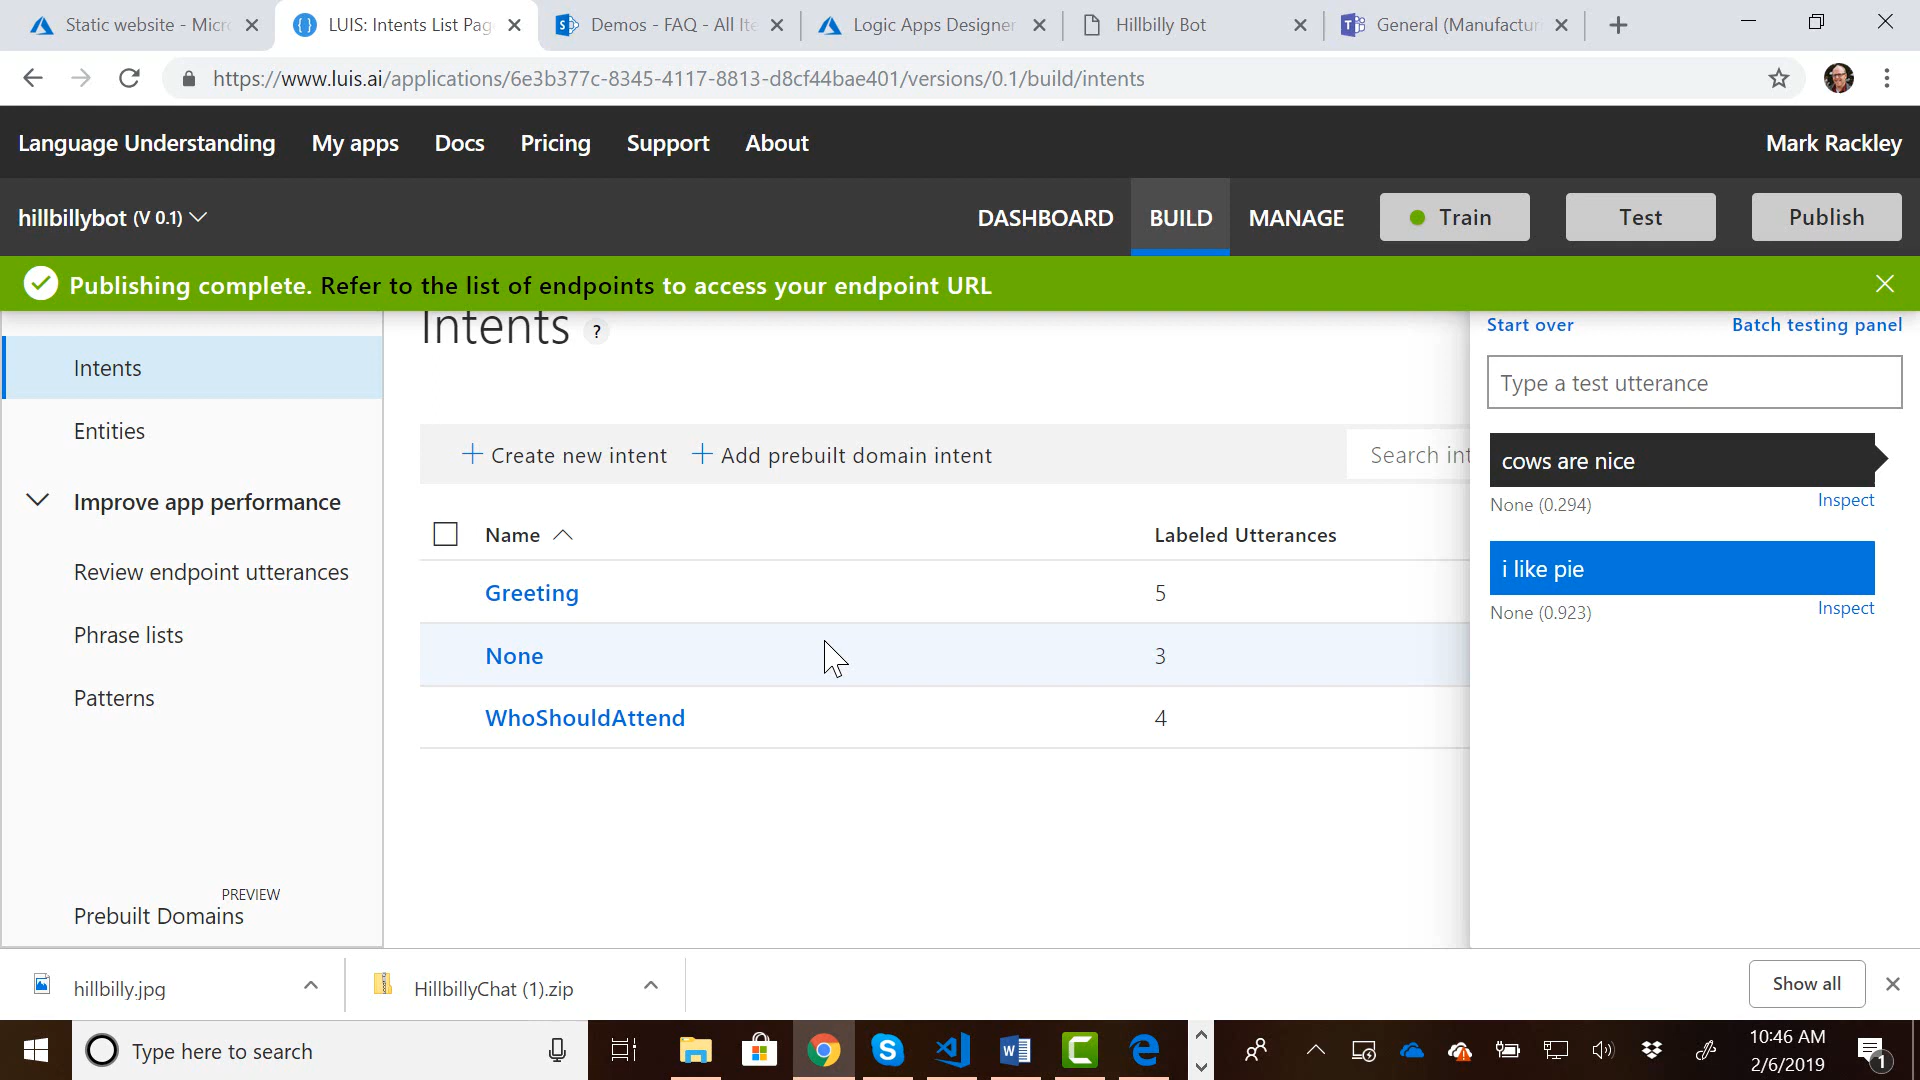 Static website - Micr
LUIS: Intents List Pag
Demos - FAQ - All Ite
Logic Apps Designer
Hillbilly Bot
General (Manufactur
https://www.luis.ai/applications/6e3b377c-8345-4117-8813-d8cf44bae401/versions/0.1/build/intents
Language Understanding
My apps
Docs
Pricing
Support
About
Mark Rackley
hillbillybot (V 0.1)
DASHBOARD
BUILD
MANAGE
Train
Test
Publish
Publishing complete. Refer to the list of endpoints to access your endpoint URL
Intents ?
Start over
Batch testing panel
Intents
Entities
Improve app performance
Review endpoint utterances
Phrase lists
Patterns
PREVIEW
Prebuilt Domains
Create new intent
Add prebuilt domain intent
Search int
Name
Labeled Utterances
Greeting
5
None
3
WhoShouldAttend
4
Type a test utterance
cows are nice
None (0.294)
Inspect
i like pie
None (0.923)
Inspect
hillbilly.jpg
HillbillyChat (1).zip
Show all
Type here to search
10:46 AM
2/6/2019
1